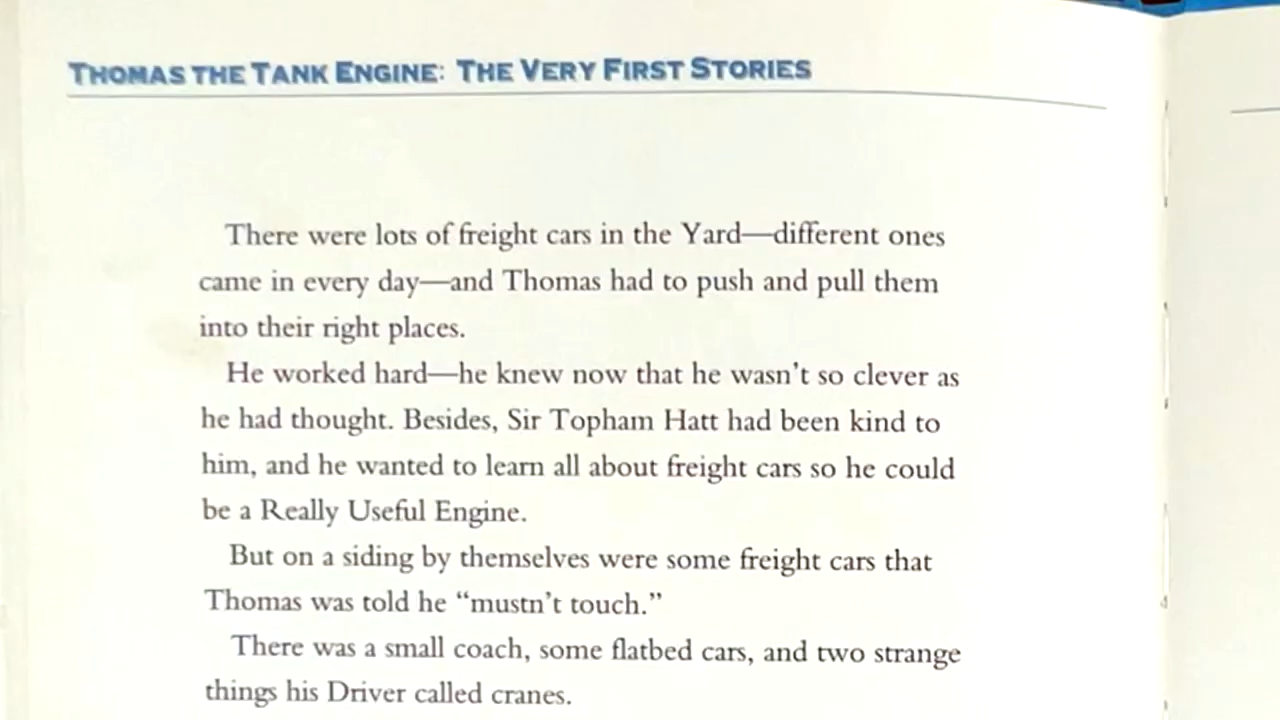 THOMAS THE TANK ENGINE: THE VERY FIRST STORIES
There were lots of freight cars in the Yard—different ones
came in every day—and Thomas had to push and pull them
into their right places.
He worked hard—he knew now that he wasn't so clever as
he had thought. Besides, Sir Topham Hatt had been kind to
him, and he wanted to learn all about freight cars so he could
be a Really Useful Engine.
But on a siding by themselves were some freight cars that
Thomas was told he “mustn't touch.”
There was a small coach, some flatbed cars, and two strange
things his Driver called cranes.